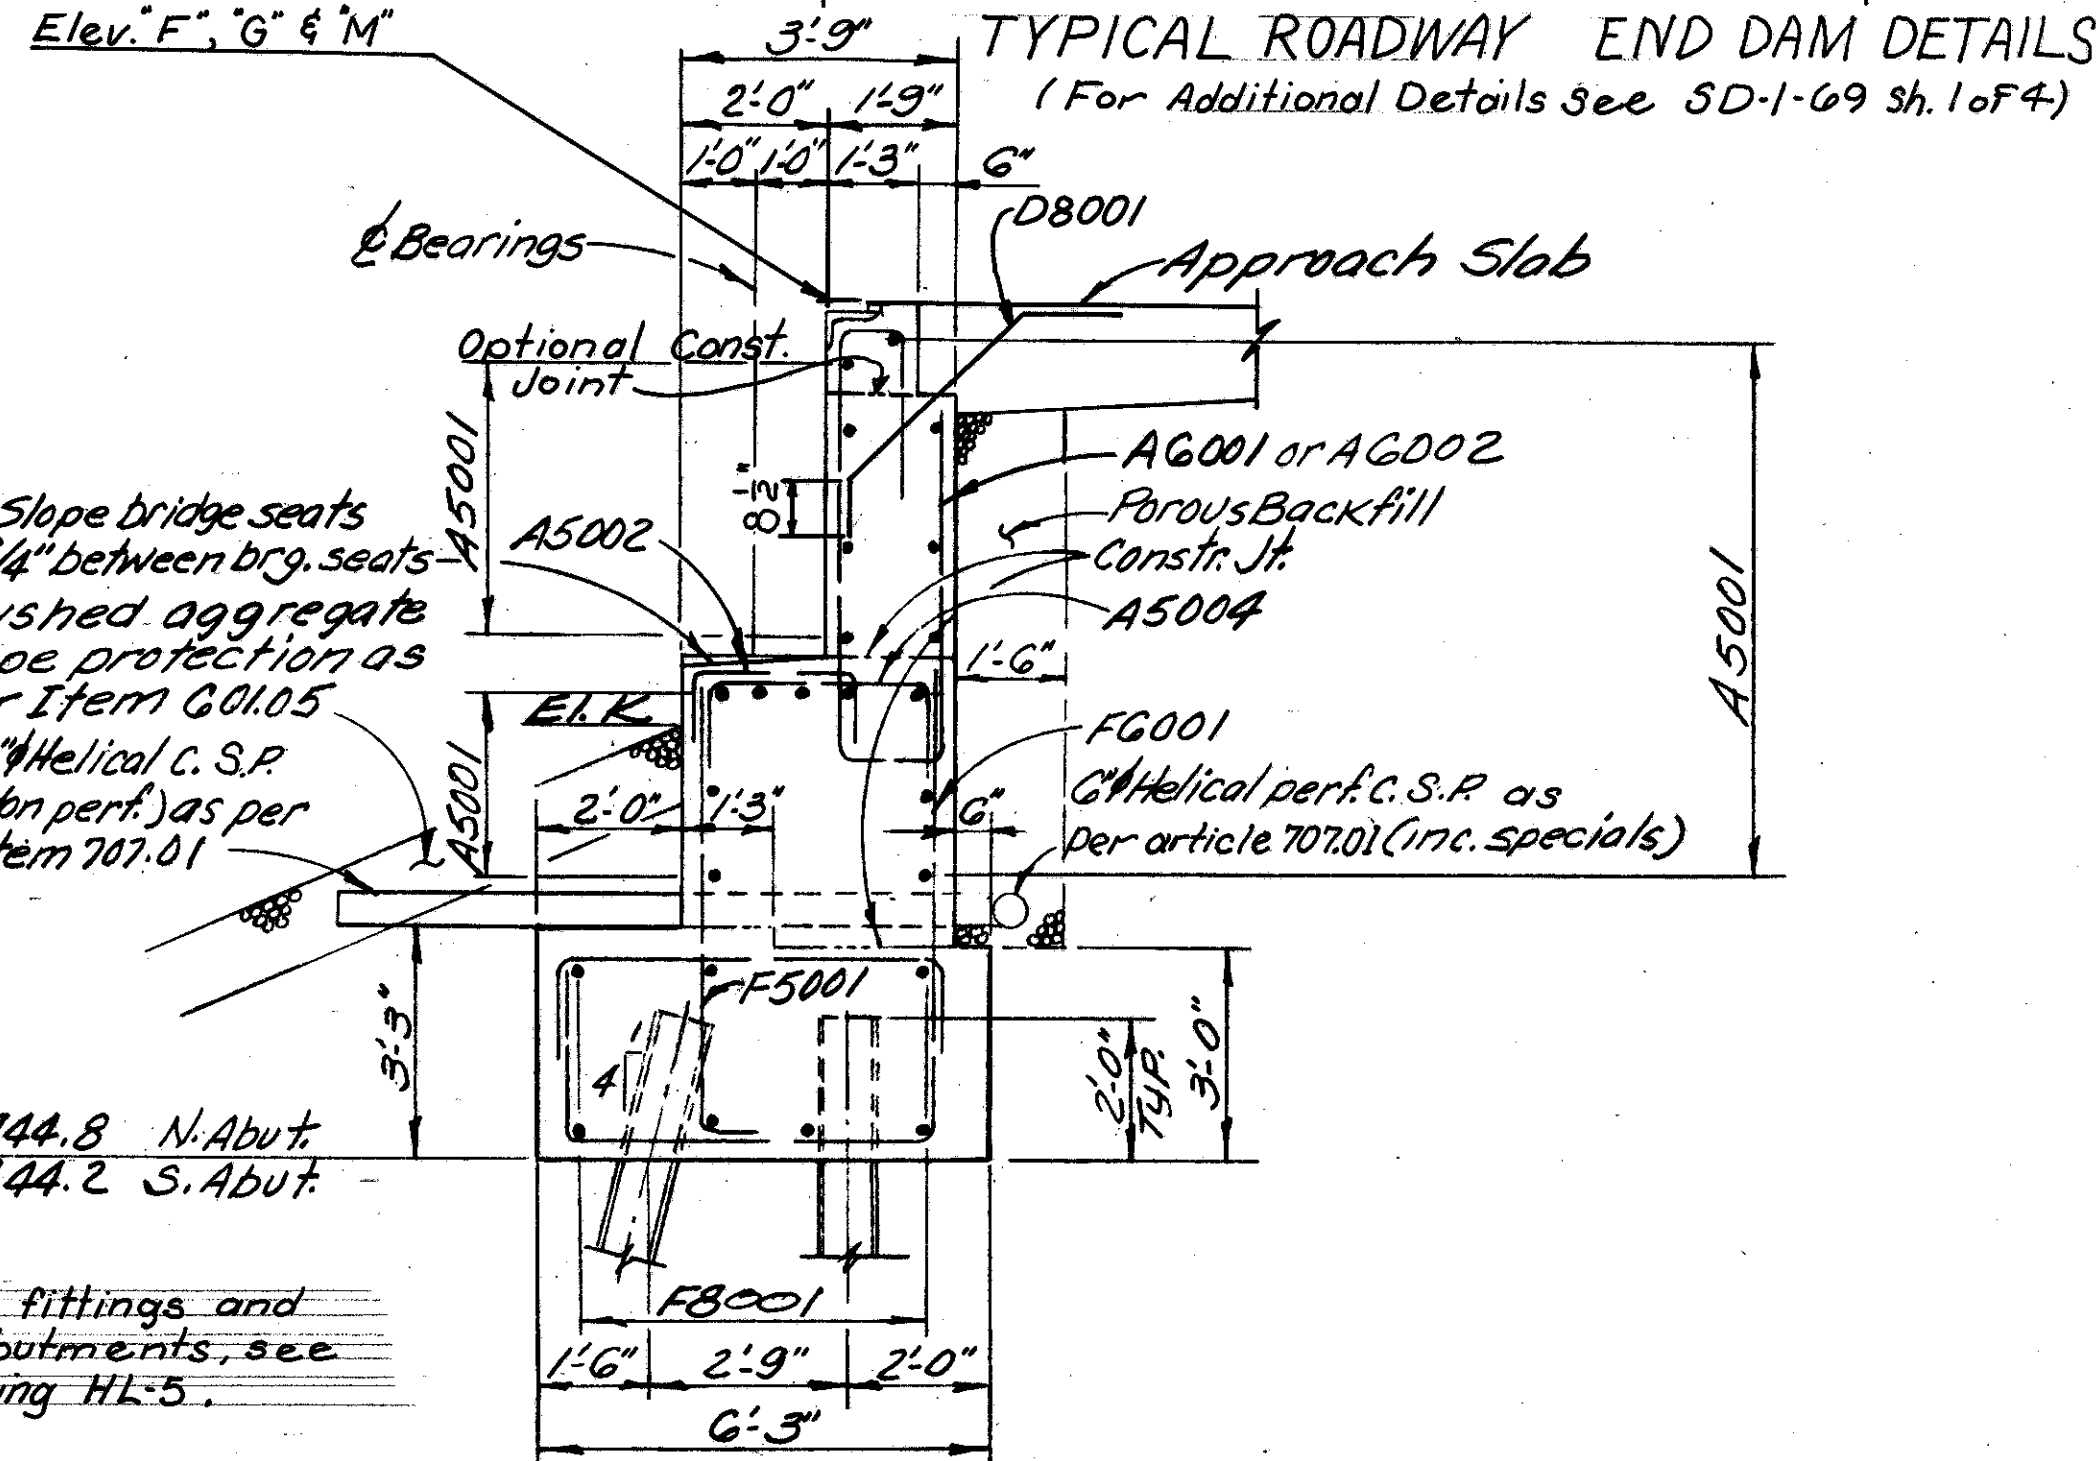 Elev. "F", "G" & "M"
TYPICAL ROADWAY END DAM DETAILS
(For Additional Details see SD-1-69 sh. 1 of 4)
3'-9"
2'-0" 1'-9"
1'-0" 1'-0" 1'-3" 6"
D8001
℄ Bearings
Approach Slab
Optional Const.
Joint
A5001
8½"
A6001 or A6002
Porous Backfill
Constr. Jt.
A5004
Slope bridge seats
1/4" between brg. seats
A5002
ushed aggregate
pe protection as
r Item 601.05
"ϕ Helical C. S. P.
on perf.) as per
tem 707.01
El. K
A5001
A5001
1'-6"
F6001
6"ϕ Helical perf. C. S. P. as
per article 707.01 (inc. specials)
2'-0" 1'-3" 6"
3'-3"
F5001
1
4
2'-0"
TYP.
3'-0"
744.8 N. Abut.
744.2 S. Abut.
fittings and
butments, see
ing HL-5.
F8001
1'-6" 2'-9" 2'-0"
6'-3"